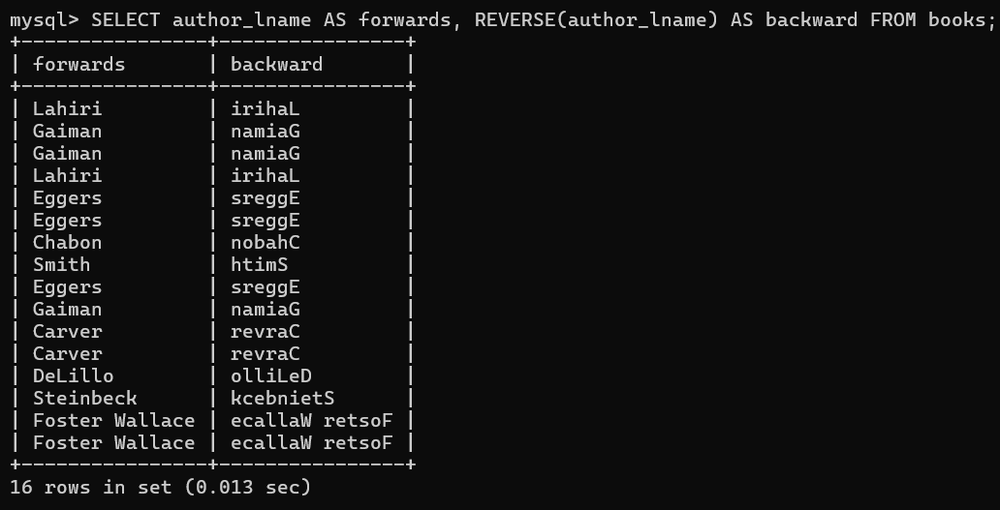 mysql> SELECT author_lname AS forwards, REVERSE(author_lname) AS backward FROM books;
+----------------+----------------+
| forwards       | backward       |
+----------------+----------------+
| Lahiri         | irihaL         |
| Gaiman         | namiaG         |
| Gaiman         | namiaG         |
| Lahiri         | irihaL         |
| Eggers         | sreggE         |
| Eggers         | sreggE         |
| Chabon         | nobahC         |
| Smith          | htimS          |
| Eggers         | sreggE         |
| Gaiman         | namiaG         |
| Carver         | revraC         |
| Carver         | revraC         |
| DeLillo        | olliLeD        |
| Steinbeck      | kcebnietS      |
| Foster Wallace | ecallaW retsoF |
| Foster Wallace | ecallaW retsoF |
+----------------+----------------+
16 rows in set (0.013 sec)